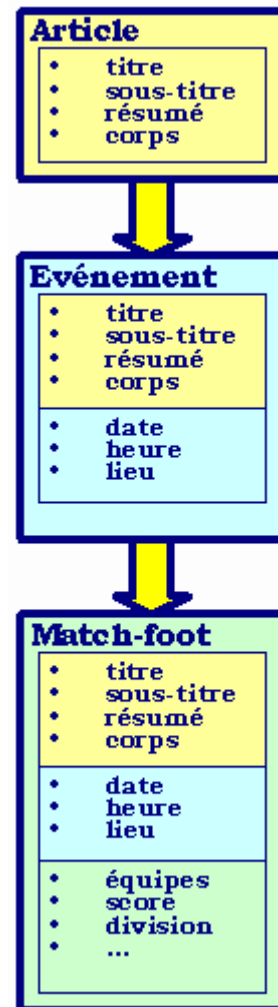 Article
• titre
• sous-titre
• résumé
• corps
Evénement
• titre
• sous-titre
• résumé
• corps
• date
• heure
• lieu
Match-foot
• titre
• sous-titre
• résumé
• corps
• date
• heure
• lieu
• équipes
• score
• division
• ...